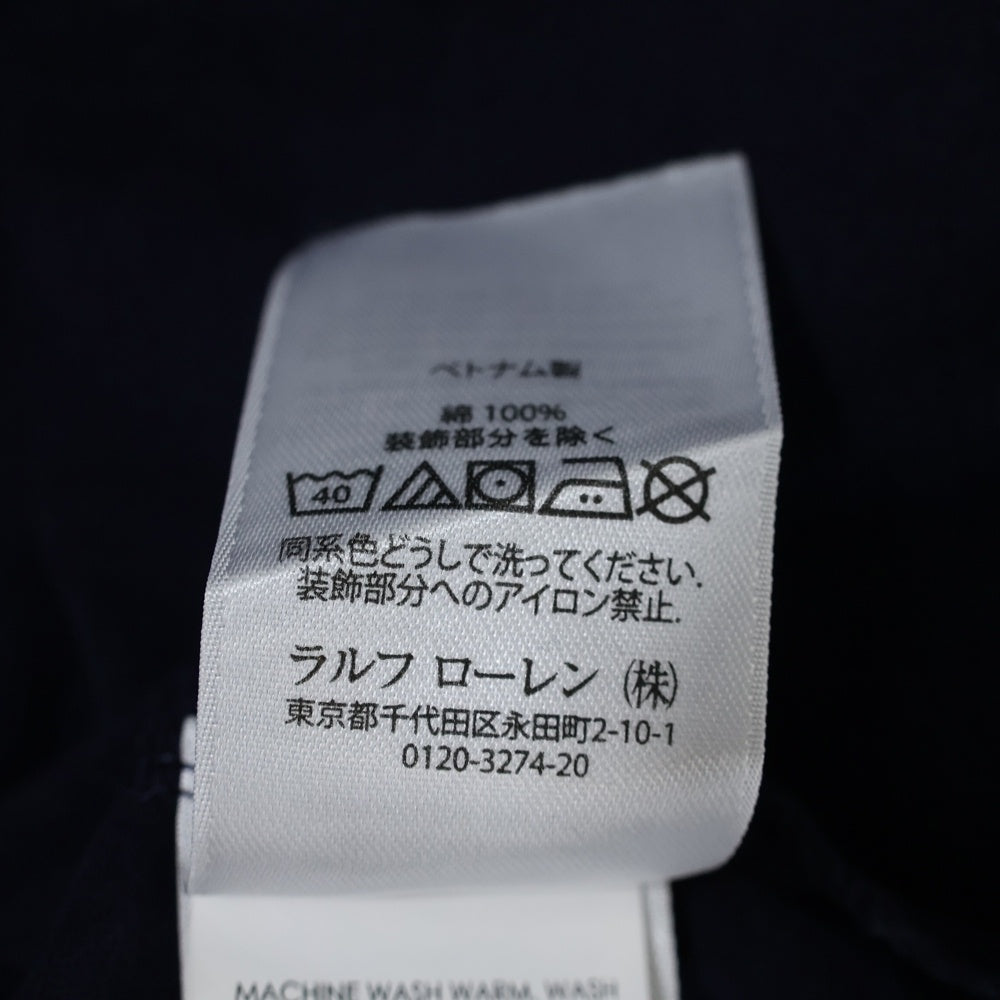 ベトナム製
綿 100%
装飾部分を除く
40
同系色どうしで洗ってください.
装飾部分へのアイロン禁止.
ラルフ ローレン (株)
東京都千代田区永田町2-10-1
0120-3274-20
MACHINE WASH WARM, WASH